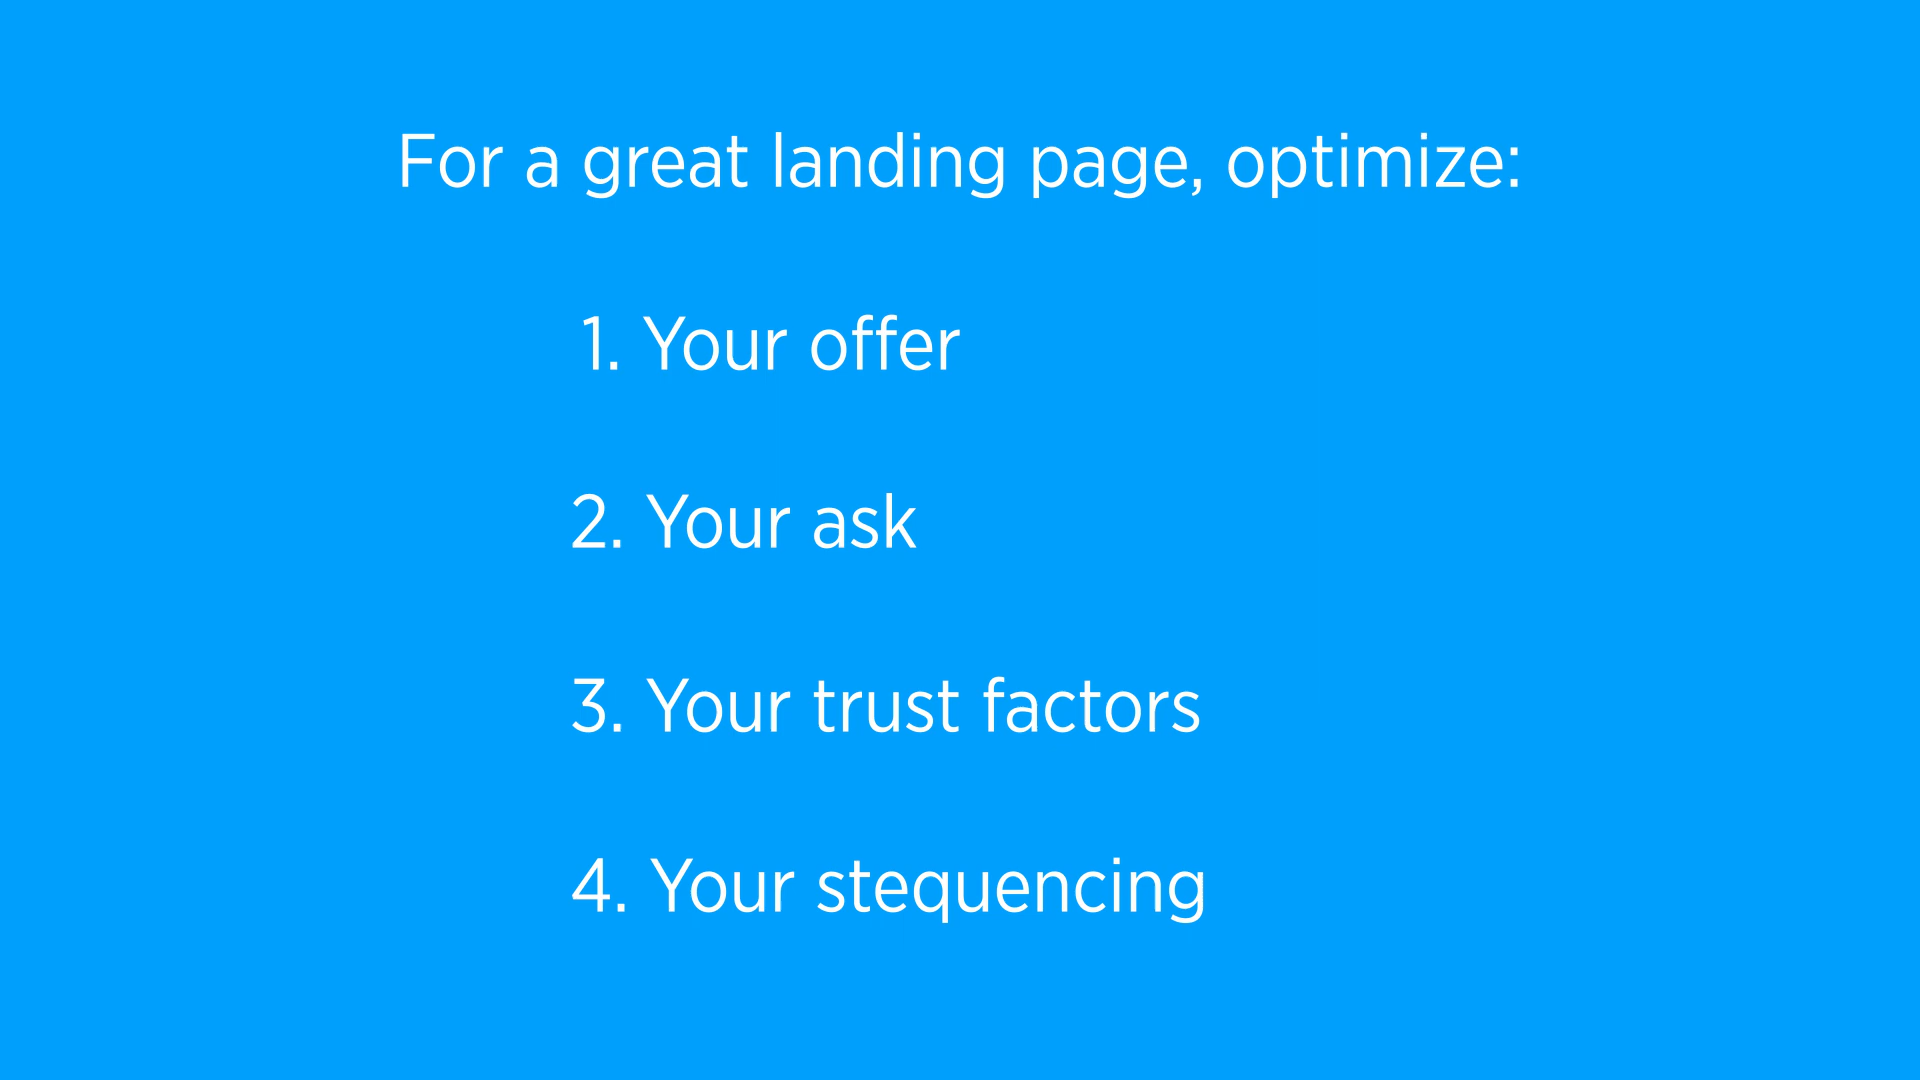 For a great landing page, optimize:
1. Your offer
2. Your ask
3. Your trust factors
4. Your stequencing